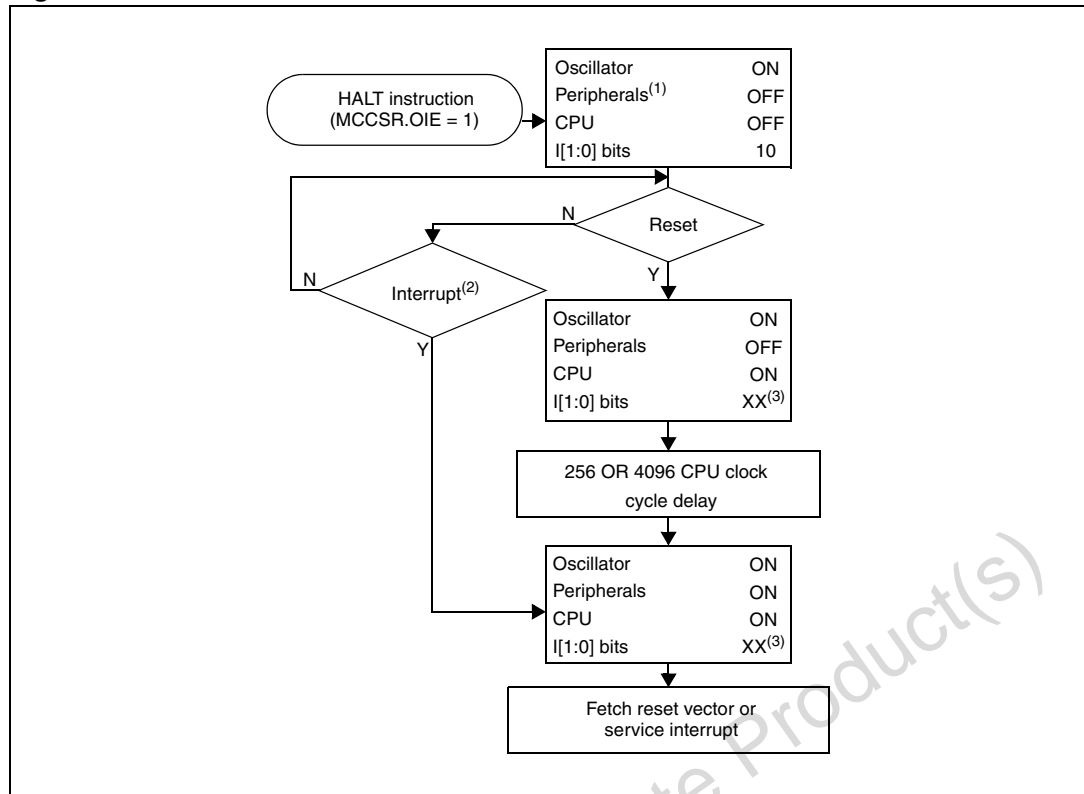 HALT instruction
(MCCSR.OIE = 1)
Oscillator ON
Peripherals(1) OFF
CPU OFF
I[1:0] bits 10
N
Reset
Y
N
Interrupt(2)
Y
Oscillator ON
Peripherals OFF
CPU ON
I[1:0] bits XX(3)
256 OR 4096 CPU clock
cycle delay
Oscillator ON
Peripherals ON
CPU ON
I[1:0] bits XX(3)
Fetch reset vector or
service interrupt
Product(s)